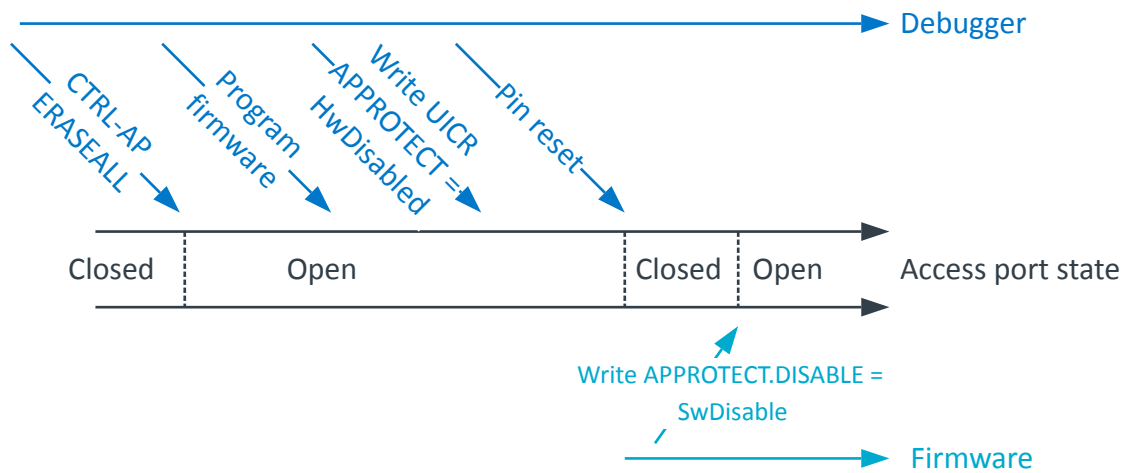 Debugger
CTRL-AP
ERASEALL
Program
firmware
Write UICR
APPROTECT =
HwDisabled
Pin reset
Closed
Open
Closed
Open
Access port state
Write APPROTECT.DISABLE =
SwDisable
Firmware